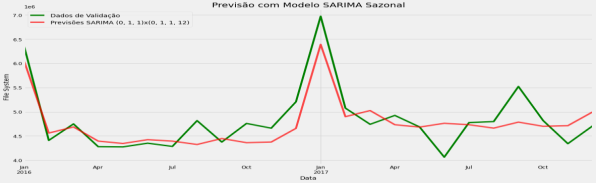 Previsão com Modelo SARIMA Sazonal
1e6
7.0
Dados de Validação
Previsões SARIMA (0, 1, 1)x(0, 1, 1, 12)
6.5
6.0
5.5
5.0
4.5
4.0
File System
Jan
2016
Apr
Jul
Oct
Jan
2017
Apr
Jul
Oct
Data